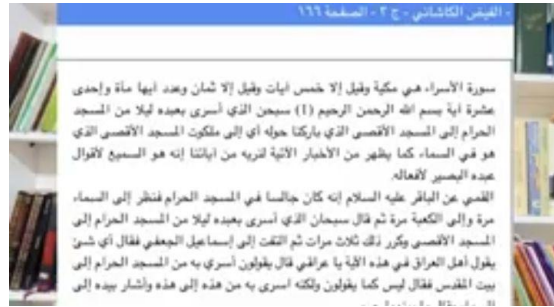 - الفيض الكاشاني - ج ٣ - الصفحة ١٦٦
سورة الأسراء هي مكية وقيل إلا خمس آيات وقيل إلا ثمان وعدد آيها مأة وإحدى
عشرة آية بسم الله الرحمن الرحيم (1) سبحن الذي أسرى بعبده ليلا من المسجد
الحرام إلى المسجد الأقصى الذي باركنا حوله أي إلى ملكوت المسجد الأقصى الذي
هو في السماء كما يظهر من الأخبار الآتية لنريه من آياتنا إنه هو السميع لأقوال
عبده البصير لأفعاله
القمي عن الباقر عليه السلام إنه كان جالسا في المسجد الحرام فنظر إلى السماء
مرة وإلى الكعبة مرة ثم قال سبحان الذي أسرى بعبده ليلا من المسجد الحرام إلى
المسجد الأقصى وكرر ذلك ثلاث مرات ثم التفت إلى إسماعيل الجعفي فقال أي شئ
يقول أهل العراق في هذه الآية يا عراقي قال يقولون أسرى به من المسجد الحرام إلى
بيت المقدس فقال ليس كما يقولون ولكنه اسرى به من هذه إلى هذه وأشار بيده إلى